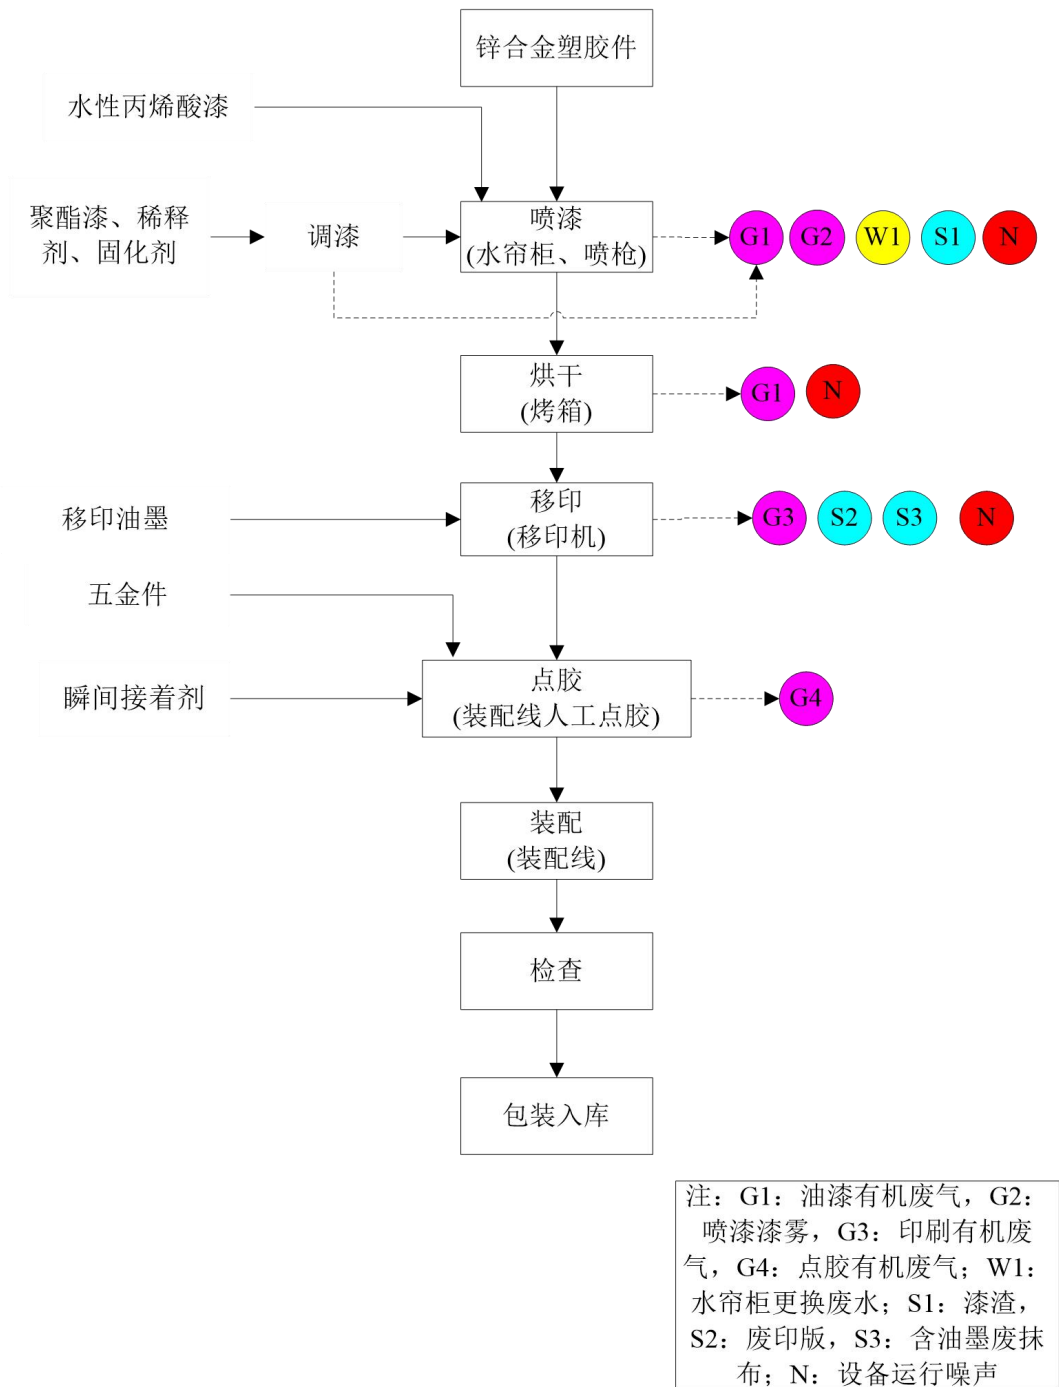 锌合金塑胶件
水性丙烯酸漆
聚酯漆、稀释
剂、固化剂
调漆
喷漆
(水帘柜、喷枪)
G1 G2 W1 S1 N
烘干
(烤箱)
G1 N
移印油墨
移印
(移印机)
G3 S2 S3 N
五金件
瞬间接着剂
点胶
(装配线人工点胶)
G4
装配
(装配线)
检查
包装入库
注：G1：油漆有机废气，G2：
喷漆漆雾，G3：印刷有机废
气，G4：点胶有机废气；W1：
水帘柜更换废水；S1：漆渣，
S2：废印版，S3：含油墨废抹
布；N：设备运行噪声